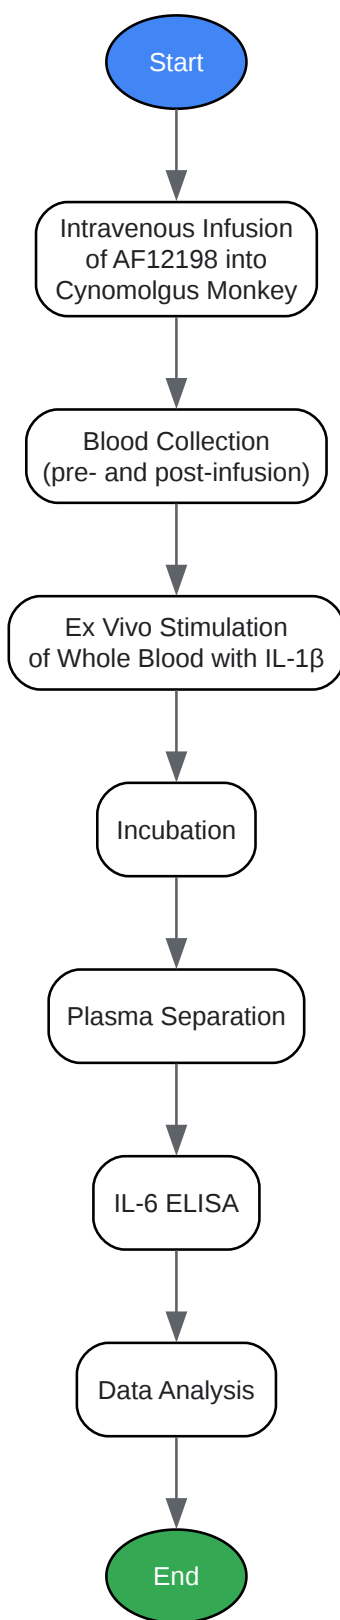 Start
Intravenous Infusion
of AF12198 into
Cynomolgus Monkey
Blood Collection
(pre- and post-infusion)
Ex Vivo Stimulation
of Whole Blood with IL-1β
Incubation
Plasma Separation
IL-6 ELISA
Data Analysis
End